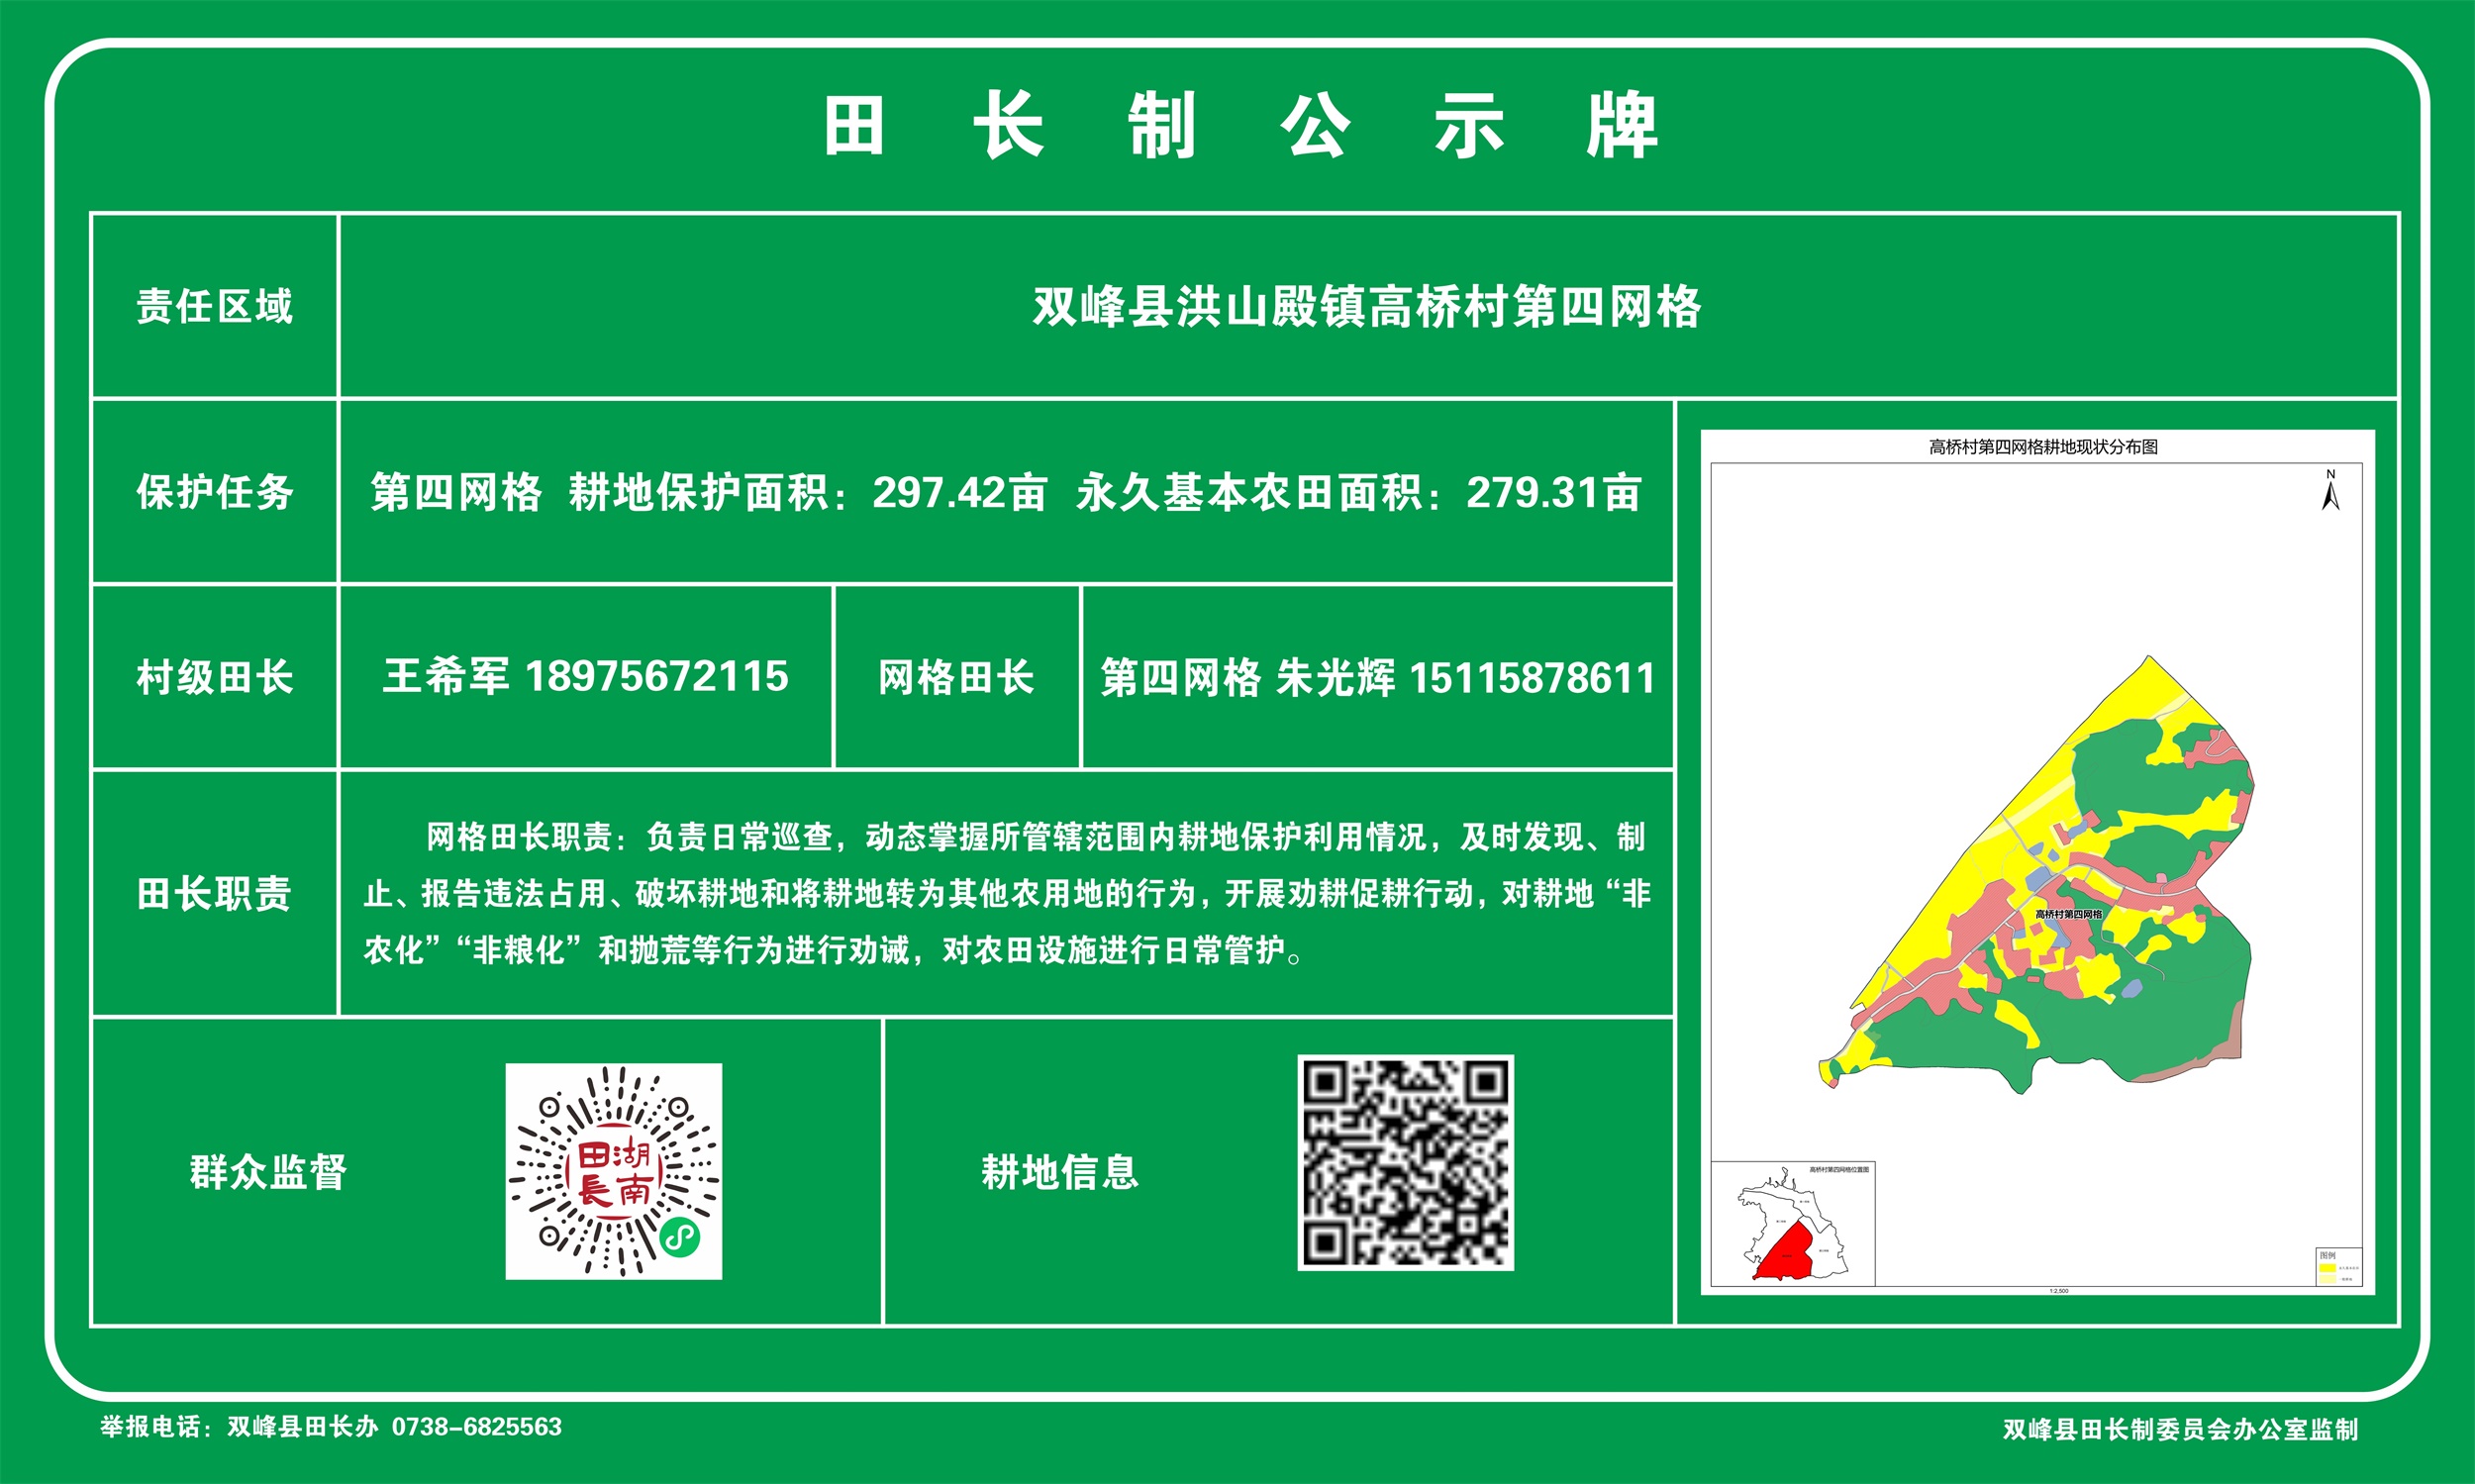 田长制公示牌
责任区域
双峰县洪山殿镇高桥村第四网格
保护任务
第四网格 耕地保护面积：297.42亩 永久基本农田面积：279.31亩
村级田长
王希军 18975672115
网格田长
第四网格 朱光辉 15115878611
田长职责
网格田长职责：负责日常巡查，动态掌握所管辖范围内耕地保护利用情况，及时发现、制
止、报告违法占用、破坏耕地和将耕地转为其他农用地的行为，开展劝耕促耕行动，对耕地“非
农化”“非粮化”和抛荒等行为进行劝诫，对农田设施进行日常管护。
群众监督
田湖
長南
耕地信息
高桥村第四网格耕地现状分布图
N
高桥村第四网格
高桥村第四网格位置图
图例
1:2,500
举报电话：双峰县田长办 0738-6825563
双峰县田长制委员会办公室监制